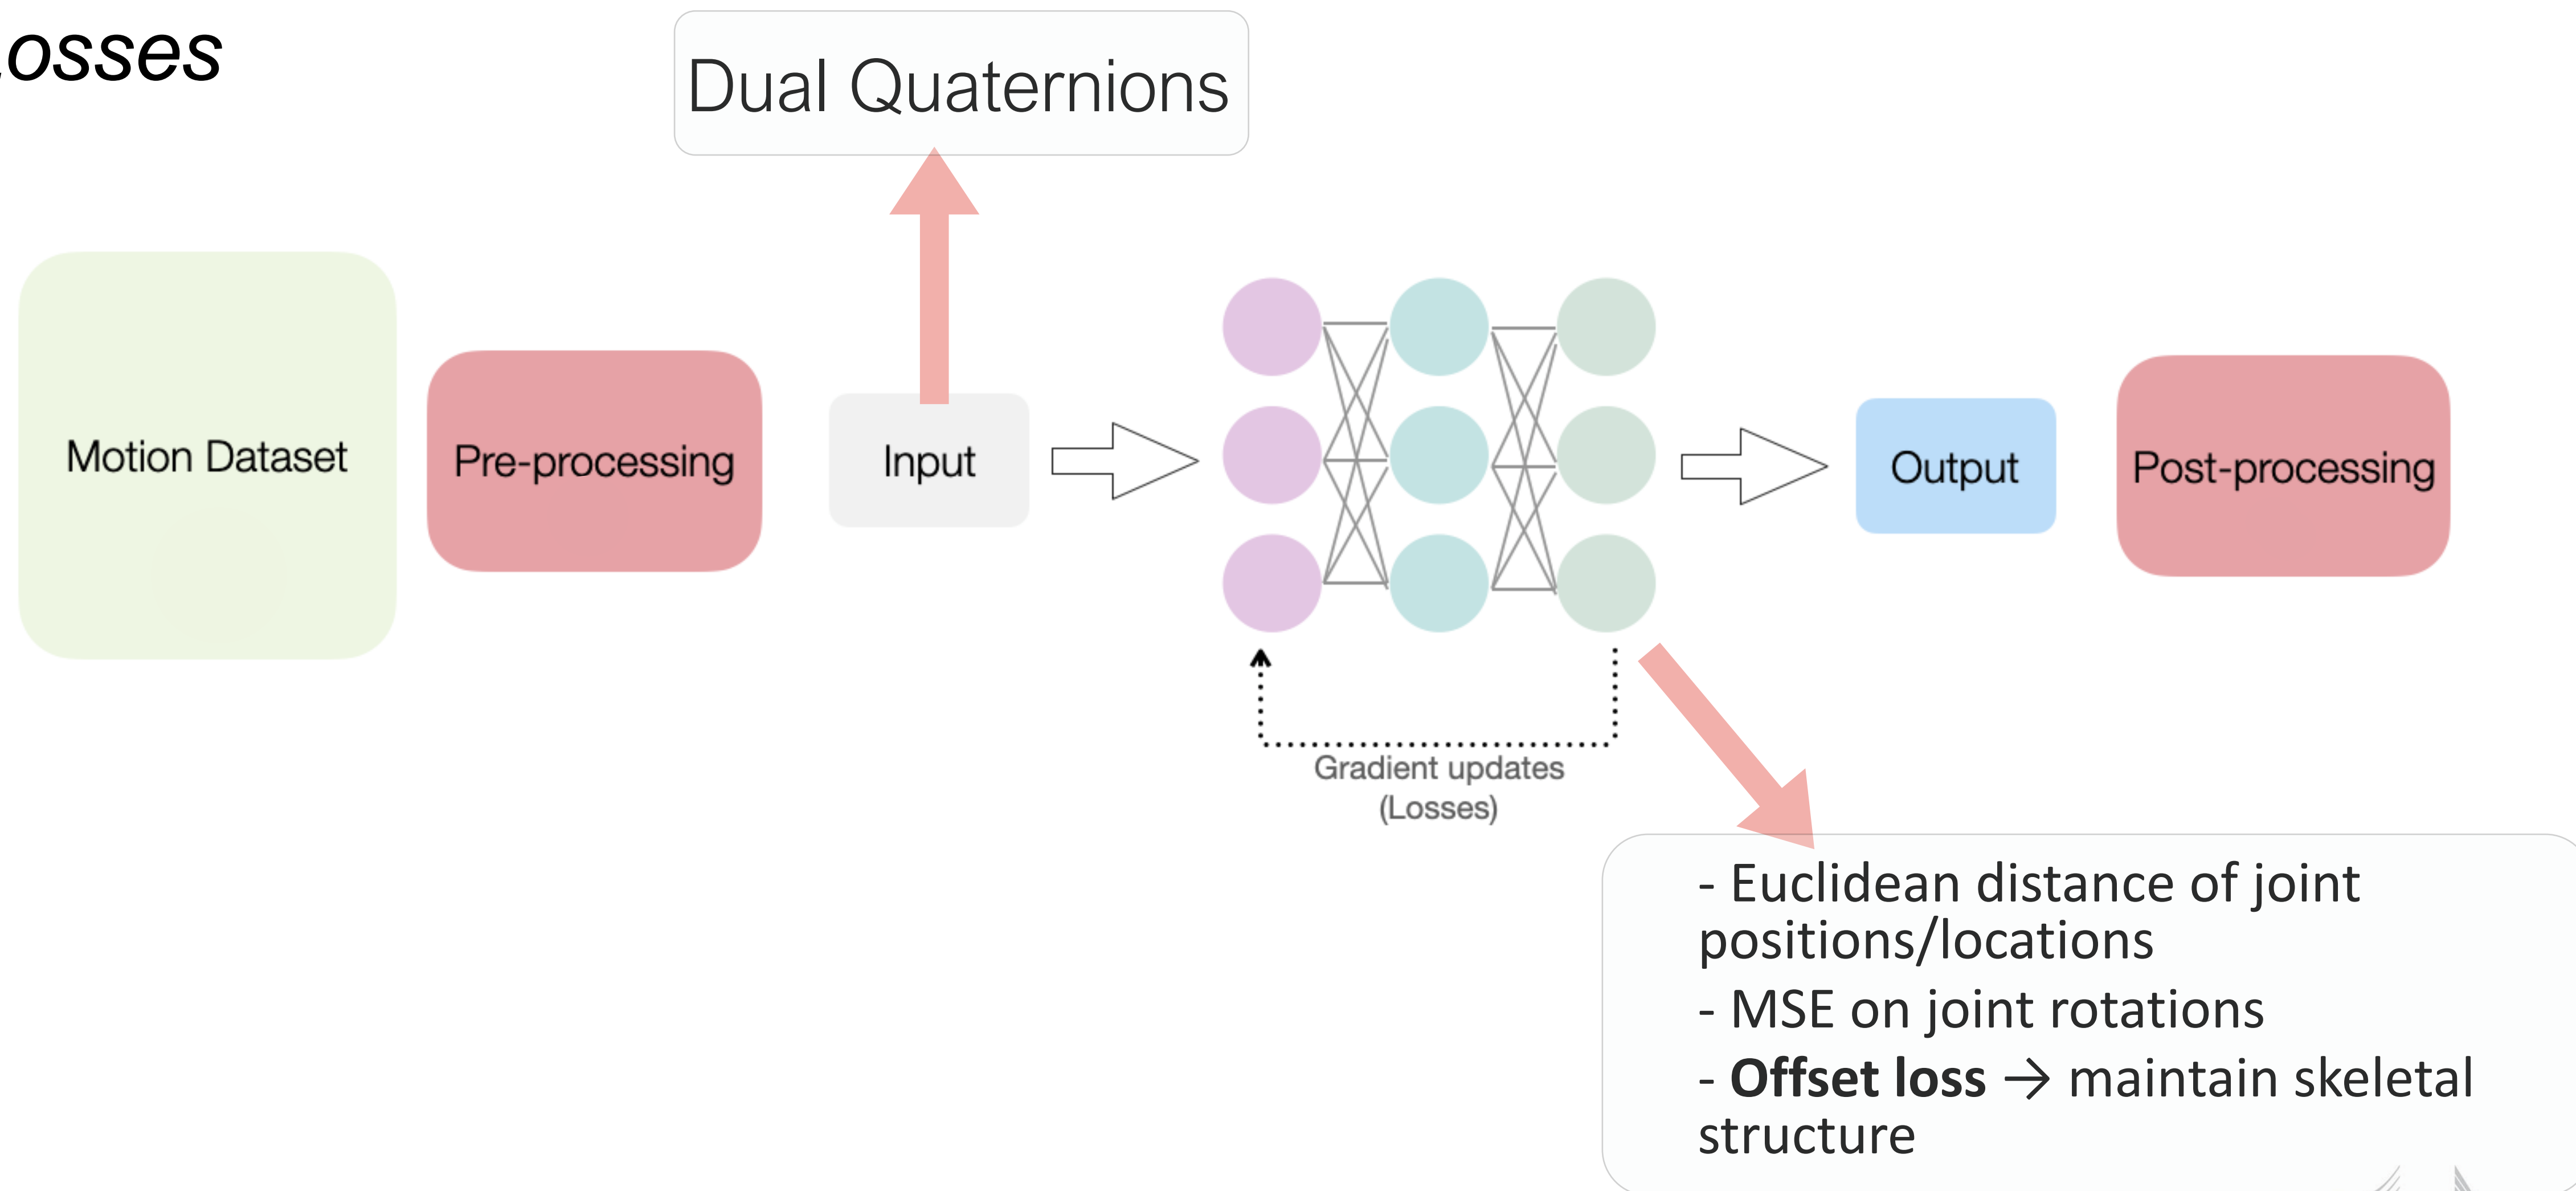 osses
Dual Quaternions
Motion Dataset
Pre-processing
Input
Output
Post-processing
Gradient updates
(Losses)
- Euclidean distance of joint
positions/locations
- MSE on joint rotations
- Offset loss → maintain skeletal
structure